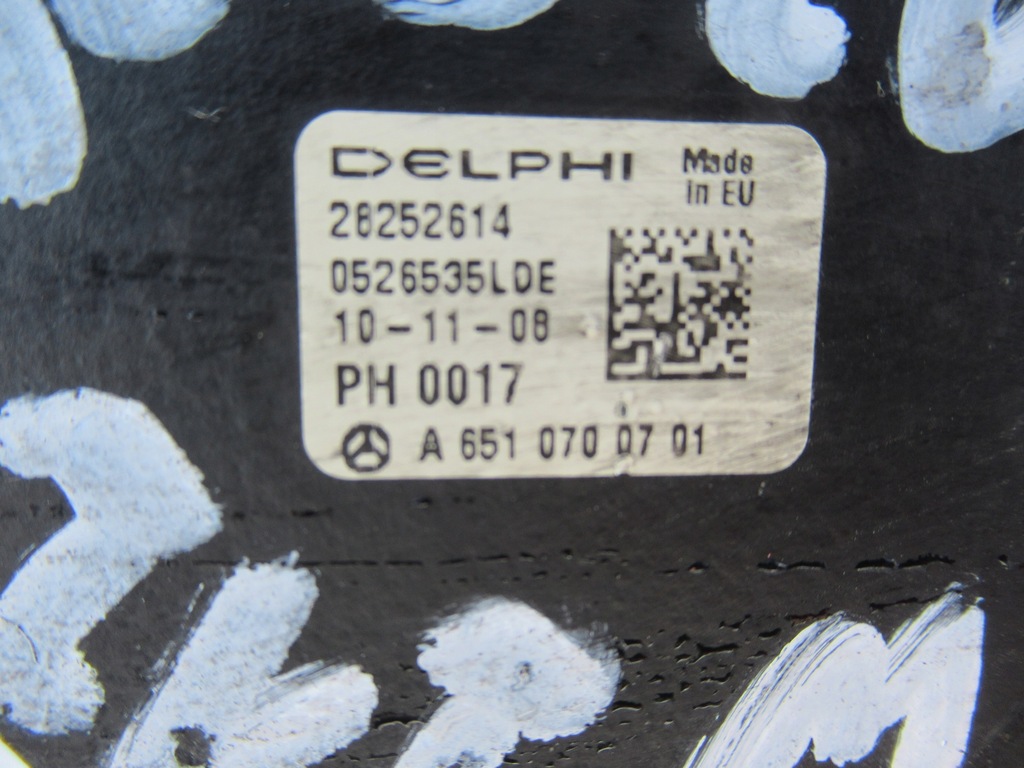 DELPHI
Made
in EU
28252614
0526535LDE
10-11-08
PH 0017
A 651 070 07 01